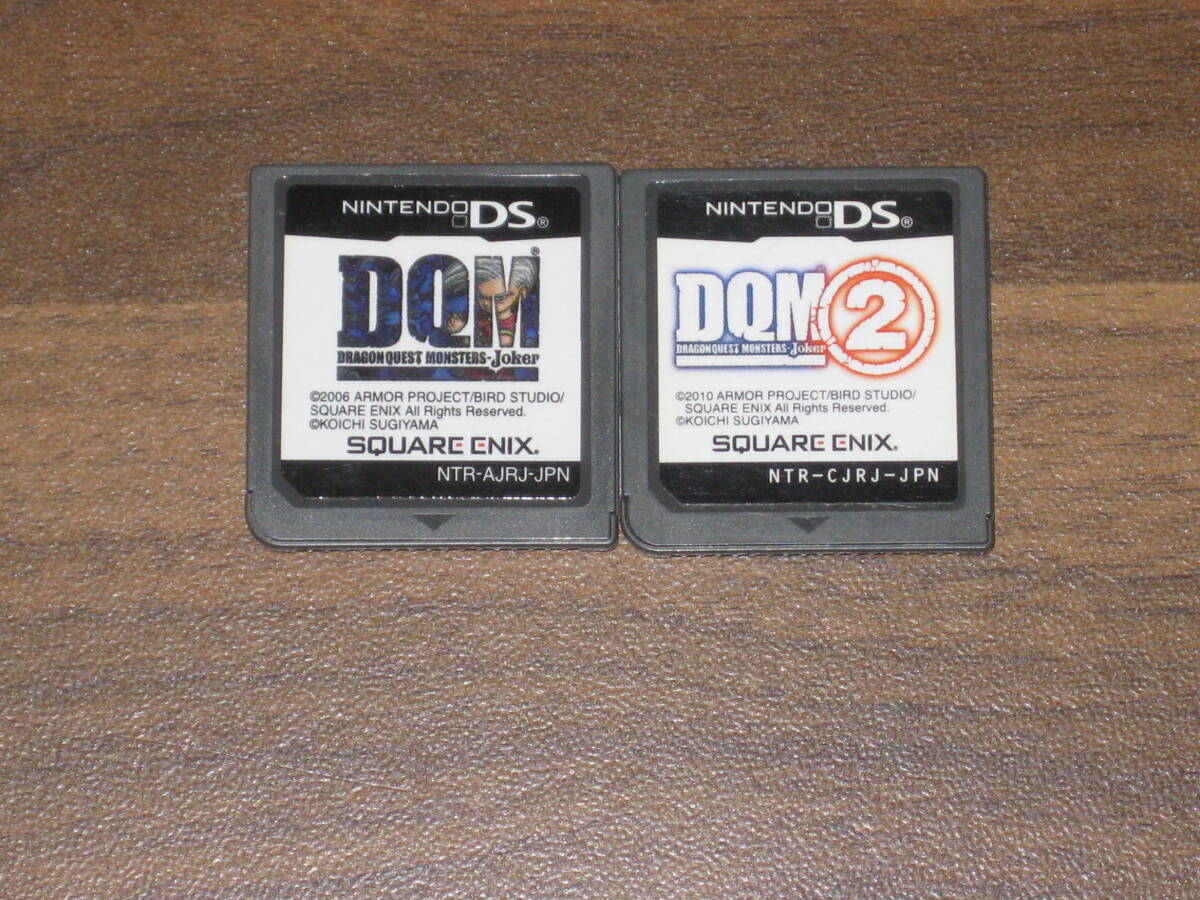 NINTENDO DS®
DQM®
DRAGON QUEST MONSTERS-Joker
©2006 ARMOR PROJECT/BIRD STUDIO/
SQUARE ENIX All Rights Reserved.
©KOICHI SUGIYAMA
SQUARE ENIX.
NTR-AJRJ-JPN
NINTENDO DS®
DQM® 2
DRAGON QUEST MONSTERS-Joker
©2010 ARMOR PROJECT/BIRD STUDIO/
SQUARE ENIX All Rights Reserved.
©KOICHI SUGIYAMA
SQUARE ENIX.
NTR-CJRJ-JPN